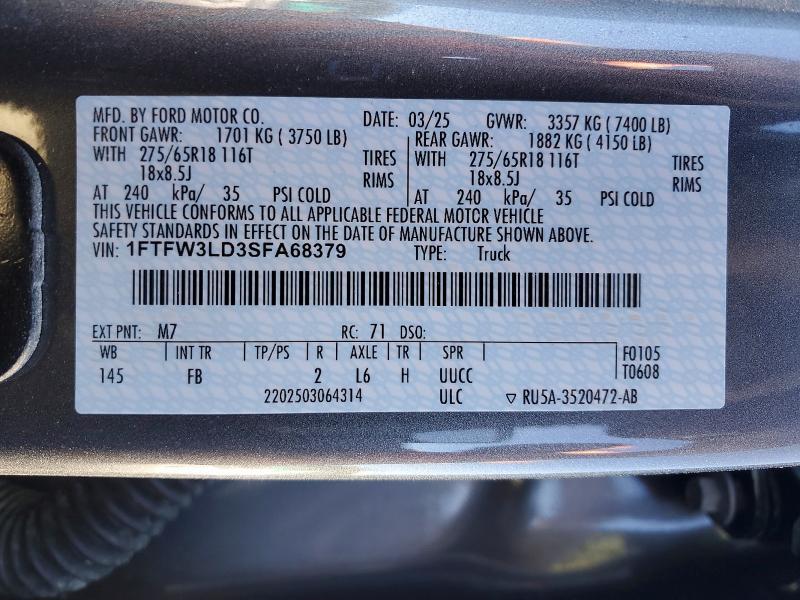 MFD. BY FORD MOTOR CO. DATE: 03/25 GVWR: 3357 KG ( 7400 LB)
FRONT GAWR: 1701 KG ( 3750 LB) REAR GAWR: 1882 KG ( 4150 LB)
WITH 275/65R18 116T TIRES WITH 275/65R18 116T TIRES
18x8.5J RIMS 18x8.5J RIMS
AT 240 kPa/ 35 PSI COLD AT 240 kPa/ 35 PSI COLD
THIS VEHICLE CONFORMS TO ALL APPLICABLE FEDERAL MOTOR VEHICLE
SAFETY STANDARDS IN EFFECT ON THE DATE OF MANUFACTURE SHOWN ABOVE.
VIN: 1FTFW3LD3SFA68379 TYPE: Truck
EXT PNT: M7 RC: 71 DSO:
WB INT TR TP/PS R AXLE TR SPR F0105
145 FB 2 L6 H UUCC T0608
2202503064314 ULC ▽ RU5A-3520472-AB